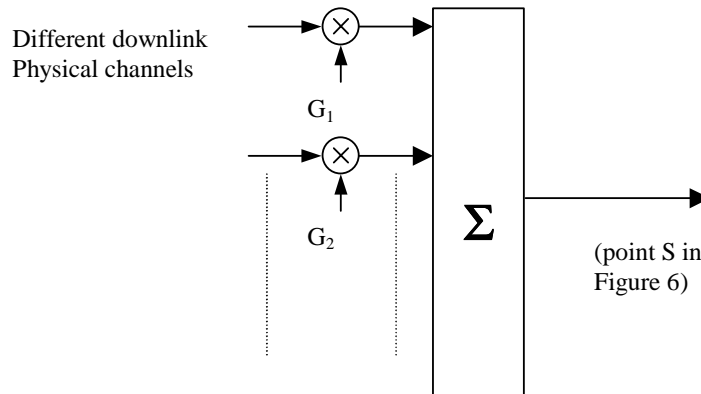 Different downlink
Physical channels
G1
G2
Σ
(point S in
Figure 6)